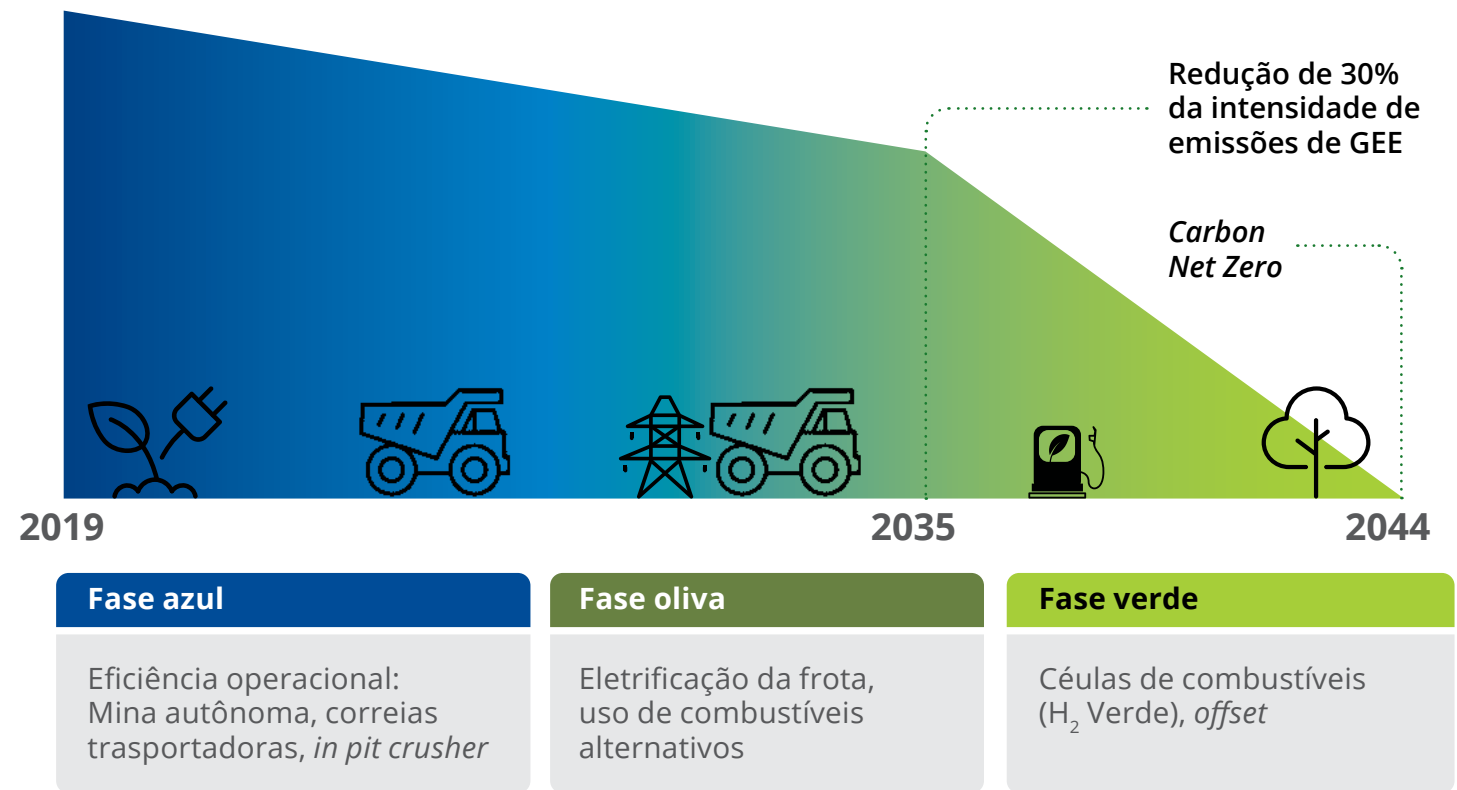 Redução de 30%
da intensidade de
emissões de GEE
Carbon
Net Zero
2019
2035
2044
Fase azul
Eficiência operacional:
Mina autônoma, correias
trasportadoras, in pit crusher
Fase oliva
Eletrificação da frota,
uso de combustíveis
alternativos
Fase verde
Céulas de combustíveis
(H₂ Verde), offset